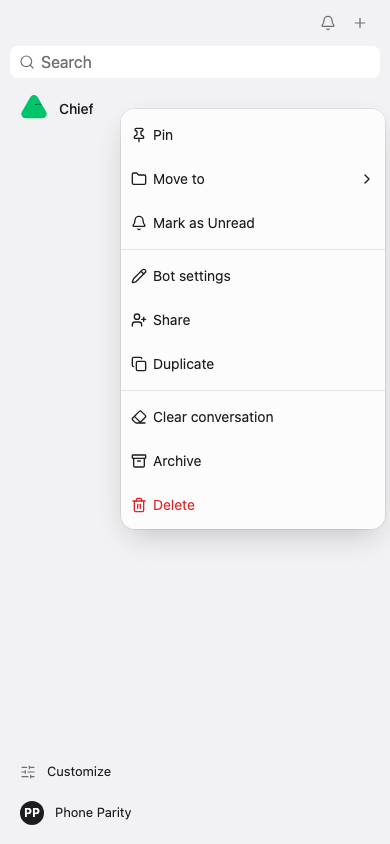 Search
Chief
Pin
Move to
Mark as Unread
Bot settings
Share
Duplicate
Clear conversation
Archive
Delete
Customize
PP Phone Parity